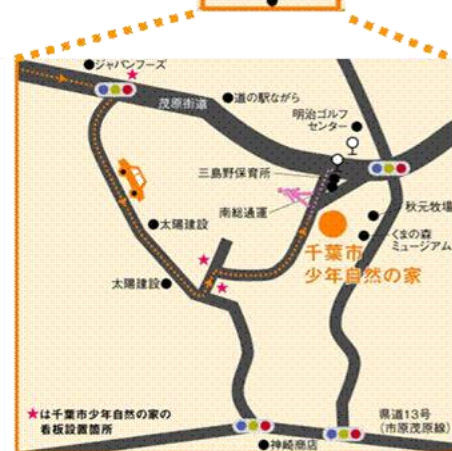 ジャパンフーズ
茂原街道
道の駅ながら
明治ゴルフ
センター
三島野保育所
南総通運
秋元牧場
くまの森
ミュージアム
太陽建設
千葉市
少年自然の家
太陽建設
★は千葉市少年自然の家の
看板設置箇所
県道13号
(市原茂原線)
神崎商店